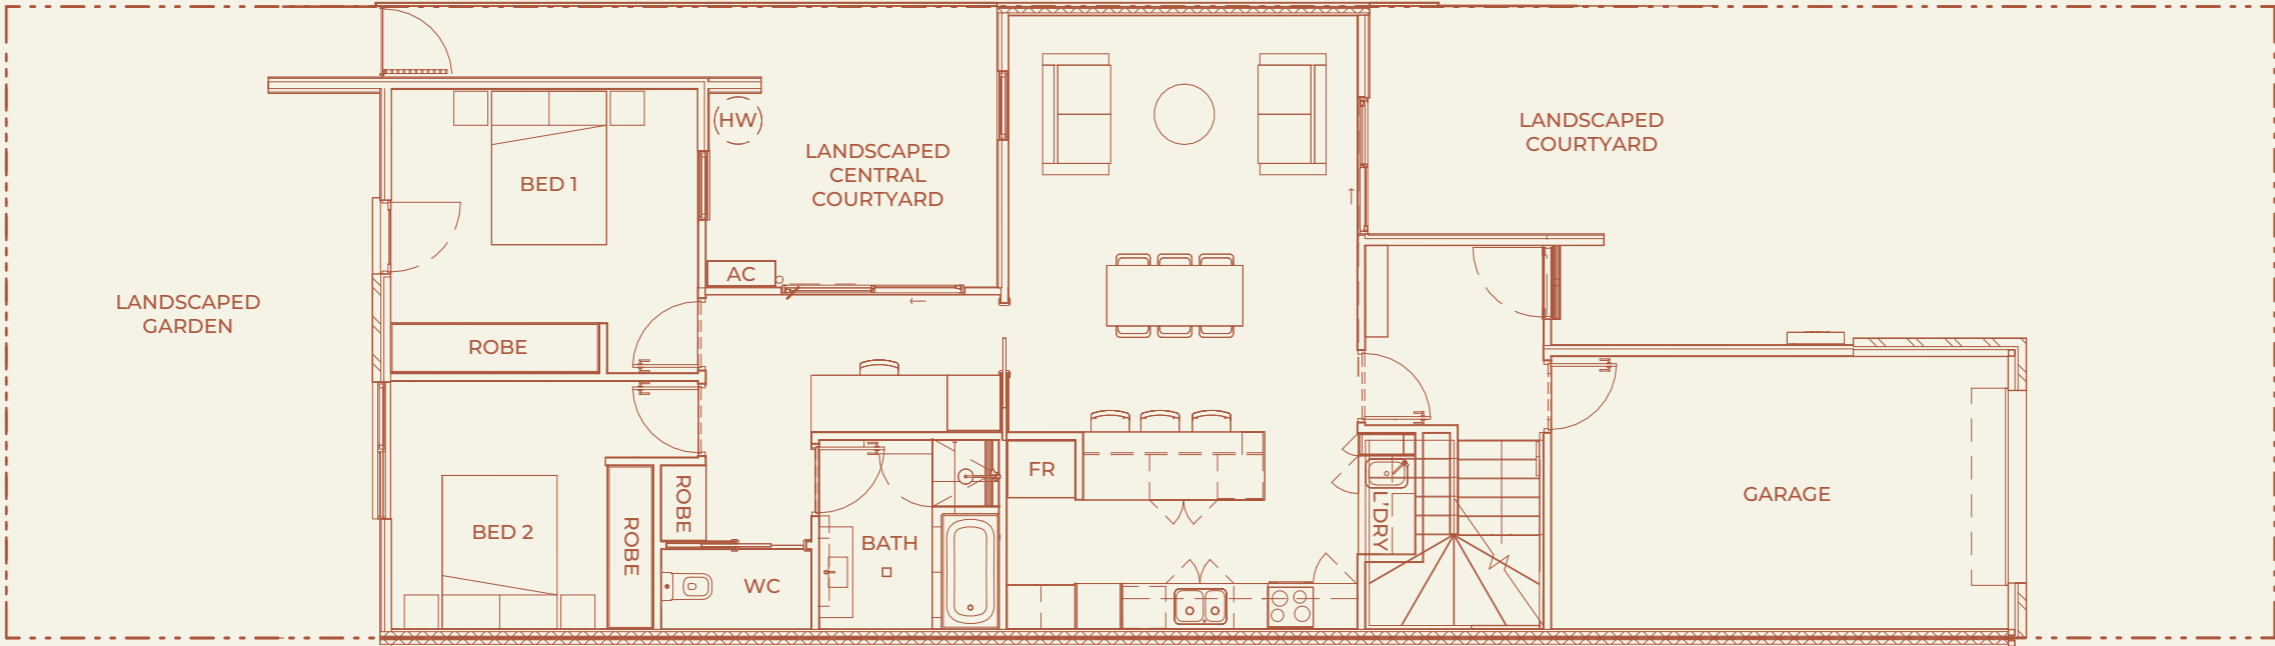 LANDSCAPED
GARDEN
BED 1
ROBE
BED 2
ROBE
ROBE
WC
(HW)
AC
LANDSCAPED
CENTRAL
COURTYARD
BATH
FR
L'DRY
LANDSCAPED
COURTYARD
GARAGE